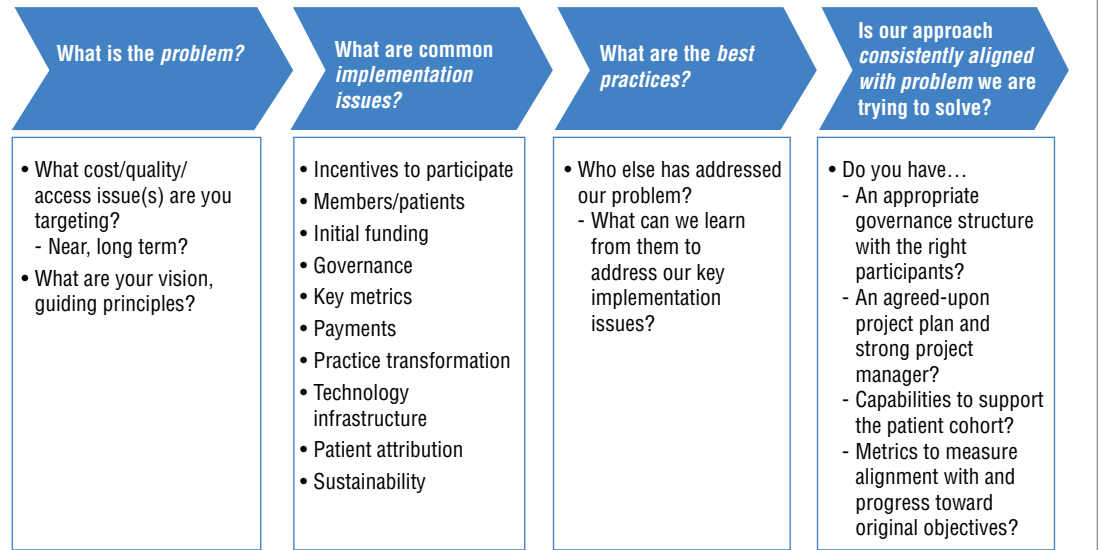 What is the problem?
• What cost/quality/
access issue(s) are you
targeting?
- Near, long term?
• What are your vision,
guiding principles?
What are common
implementation
issues?
• Incentives to participate
• Members/patients
• Initial funding
• Governance
• Key metrics
• Payments
• Practice transformation
• Technology
infrastructure
• Patient attribution
• Sustainability
What are the best
practices?
• Who else has addressed
our problem?
- What can we learn
from them to
address our key
implementation
issues?
Is our approach
consistently aligned
with problem we are
trying to solve?
• Do you have…
- An appropriate
governance structure
with the right
participants?
- An agreed-upon
project plan and
strong project
manager?
- Capabilities to support
the patient cohort?
- Metrics to measure
alignment with and
progress toward
original objectives?